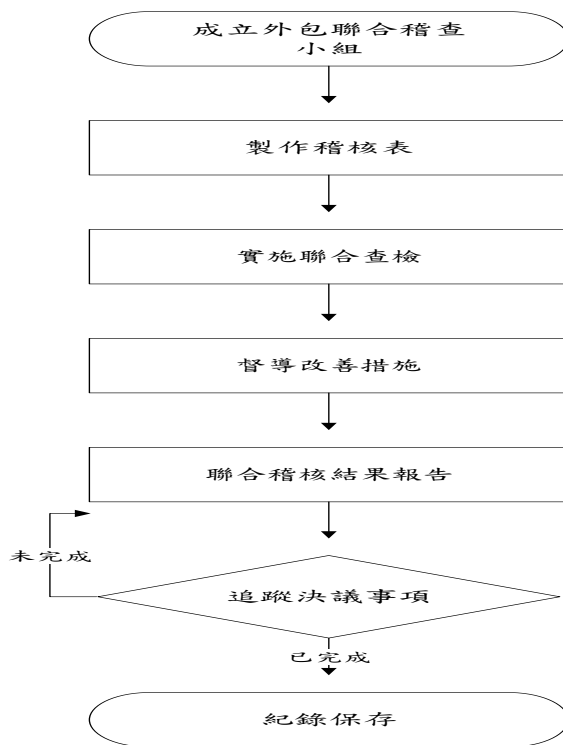 成立外包聯合稽查
小組
製作稽核表
實施聯合查檢
督導改善措施
聯合稽核結果報告
未完成
追蹤決議事項
已完成
紀錄保存